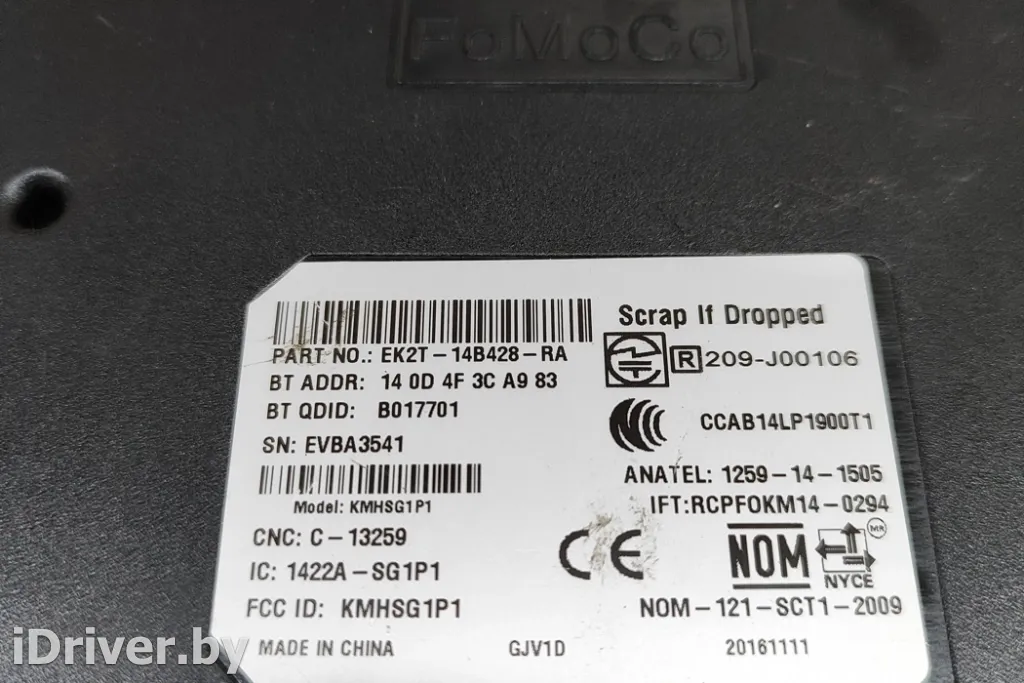 FoMoCo
Scrap If Dropped
PART NO.: EK2T-14B428-RA
R 209-J00106
BT ADDR: 14 0D 4F 3C A9 83
BT QDID: B017701
CCAB14LP1900T1
SN: EVBA3541
ANATEL: 1259-14-1505
Model: KMHSG1P1
IFT:RCPFOKM14-0294
CNC: C-13259
CE
NOM
MR
NYCE
IC: 1422A-SG1P1
FCC ID: KMHSG1P1
NOM-121-SCT1-2009
MADE IN CHINA GJV1D 20161111
iDriver.by